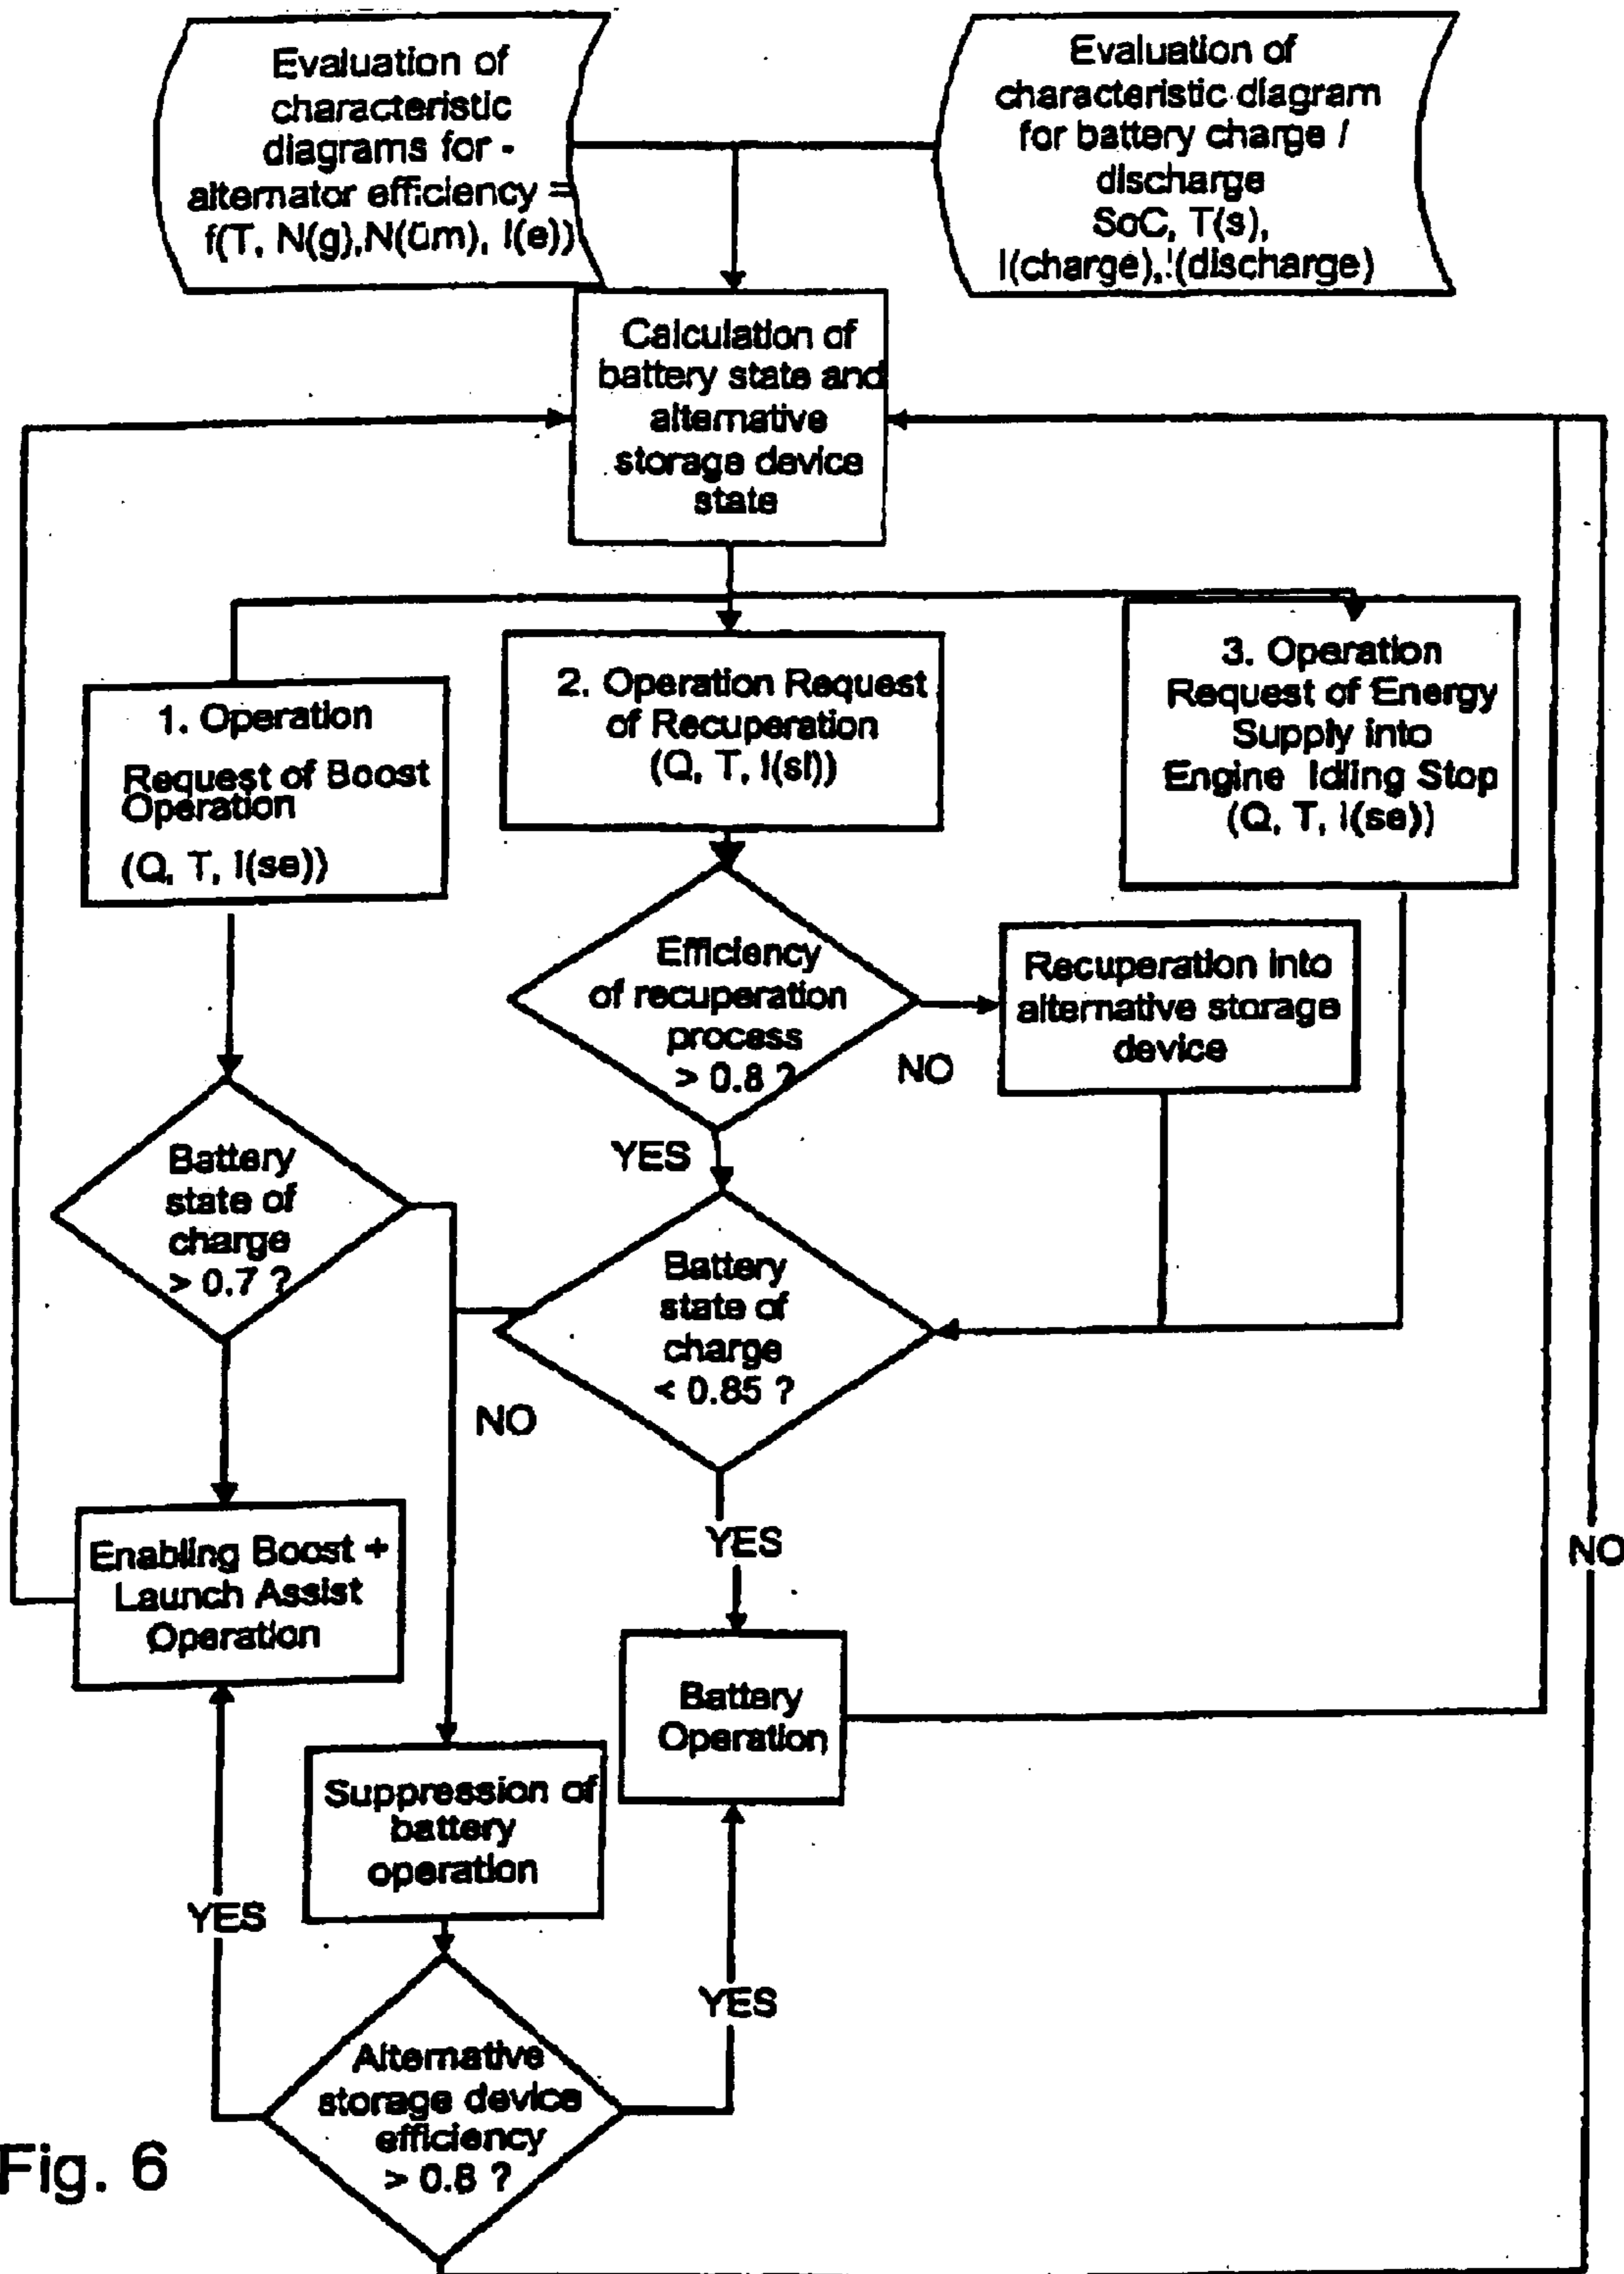 Evaluation of
characteristic
diagrams for -
alternator efficiency =
f(T, N(g),N(üm), I(e))
Evaluation of
characteristic diagram
for battery charge /
discharge
SoC, T(s),
I(charge), I(discharge)
Calculation of
battery state and
alternative
storage device
state
1. Operation
Request of Boost
Operation
(Q, T, I(se))
2. Operation Request
of Recuperation
(Q, T, I(sl))
3. Operation
Request of Energy
Supply into
Engine Idling Stop
(Q, T, I(se))
Efficiency
of recuperation
process
> 0.8 ?
NO
Recuperation into
alternative storage
device
YES
Battery
state of
charge
> 0.7 ?
Battery
state of
charge
< 0.85 ?
NO
YES
NO
Enabling Boost +
Launch Assist
Operation
Battery
Operation
Suppression of
battery
operation
YES
YES
Alternative
storage device
efficiency
> 0.8 ?
Fig. 6